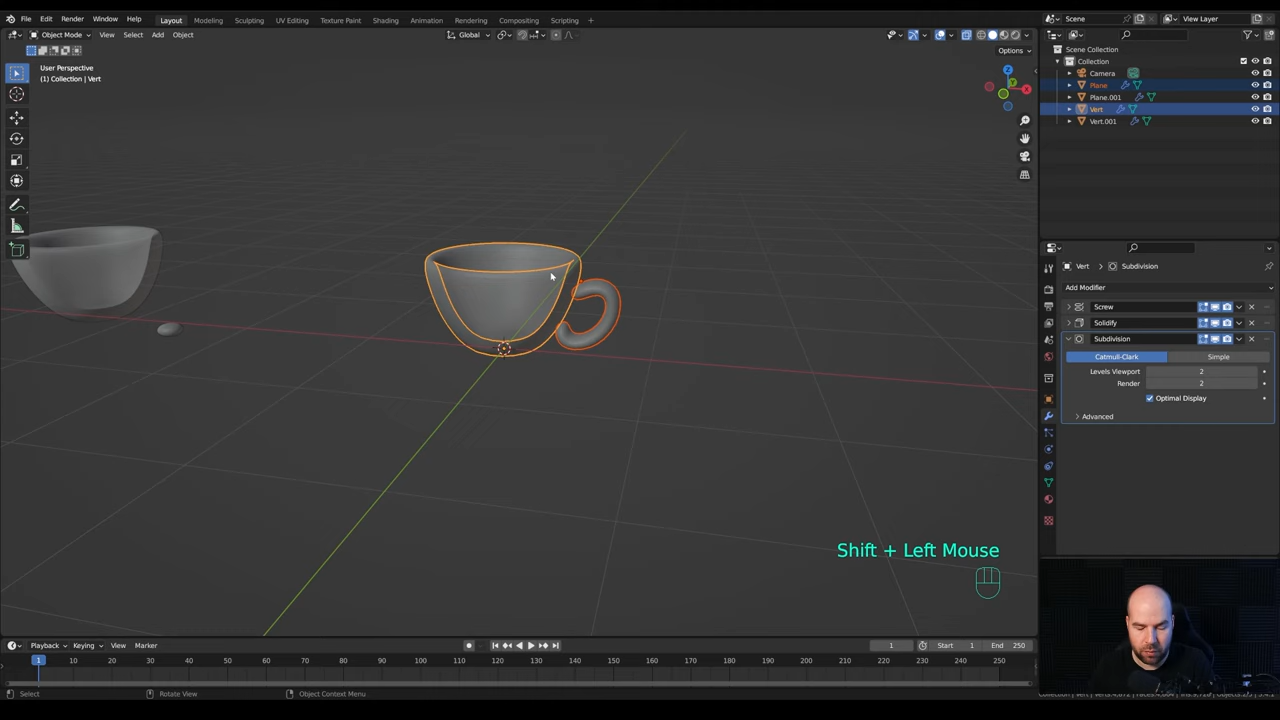 File Edit Render Window Help Layout Modeling Sculpting UV Editing Texture Paint Shading Animation Rendering Compositing Scripting + Scene View Layer
Object Mode View Select Add Object Global
Options
User Perspective
(1) Collection | Vert
Scene Collection
Collection
Camera
Plane
Plane.001
Vert
Vert.001
Z
Y
X
Vert > Subdivision
Add Modifier
Screw
Solidify
Subdivision
Catmull-Clark Simple
Levels Viewport 2
Render 2
Optimal Display
Advanced
Shift + Left Mouse
Playback Keying View Marker 1 Start 1 End 250
1 10 20 30 40 50 60 70 80 90 100 110 120 130 140 150 160 170 180 190 200 210 220 230 240 250
Select Rotate View Object Context Menu